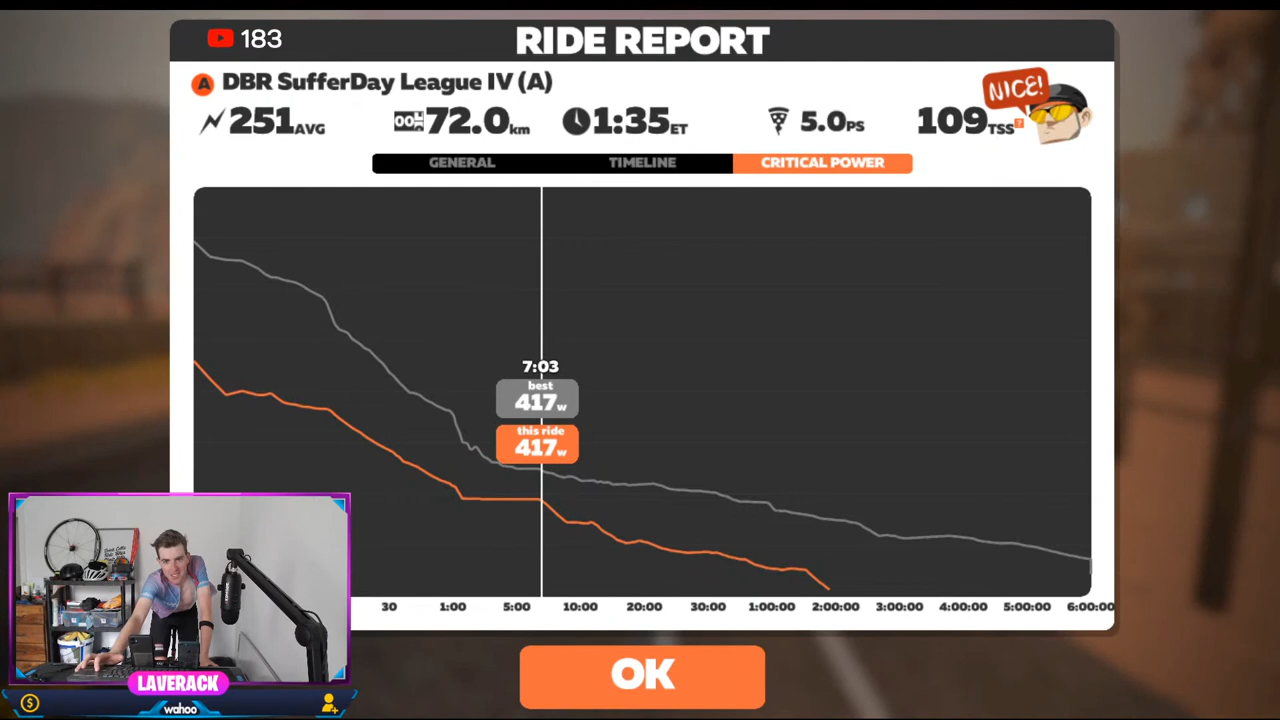 183
RIDE REPORT
A DBR SufferDay League IV (A)
NICE!
251AVG 72.0km 1:35ET 5.0PS 109TSS
GENERAL TIMELINE CRITICAL POWER
7:03
best
417w
this ride
417w
30 1:00 5:00 10:00 20:00 30:00 1:00:00 2:00:00 3:00:00 4:00:00 5:00:00 6:00:00
OK
LAVERACK
wahoo